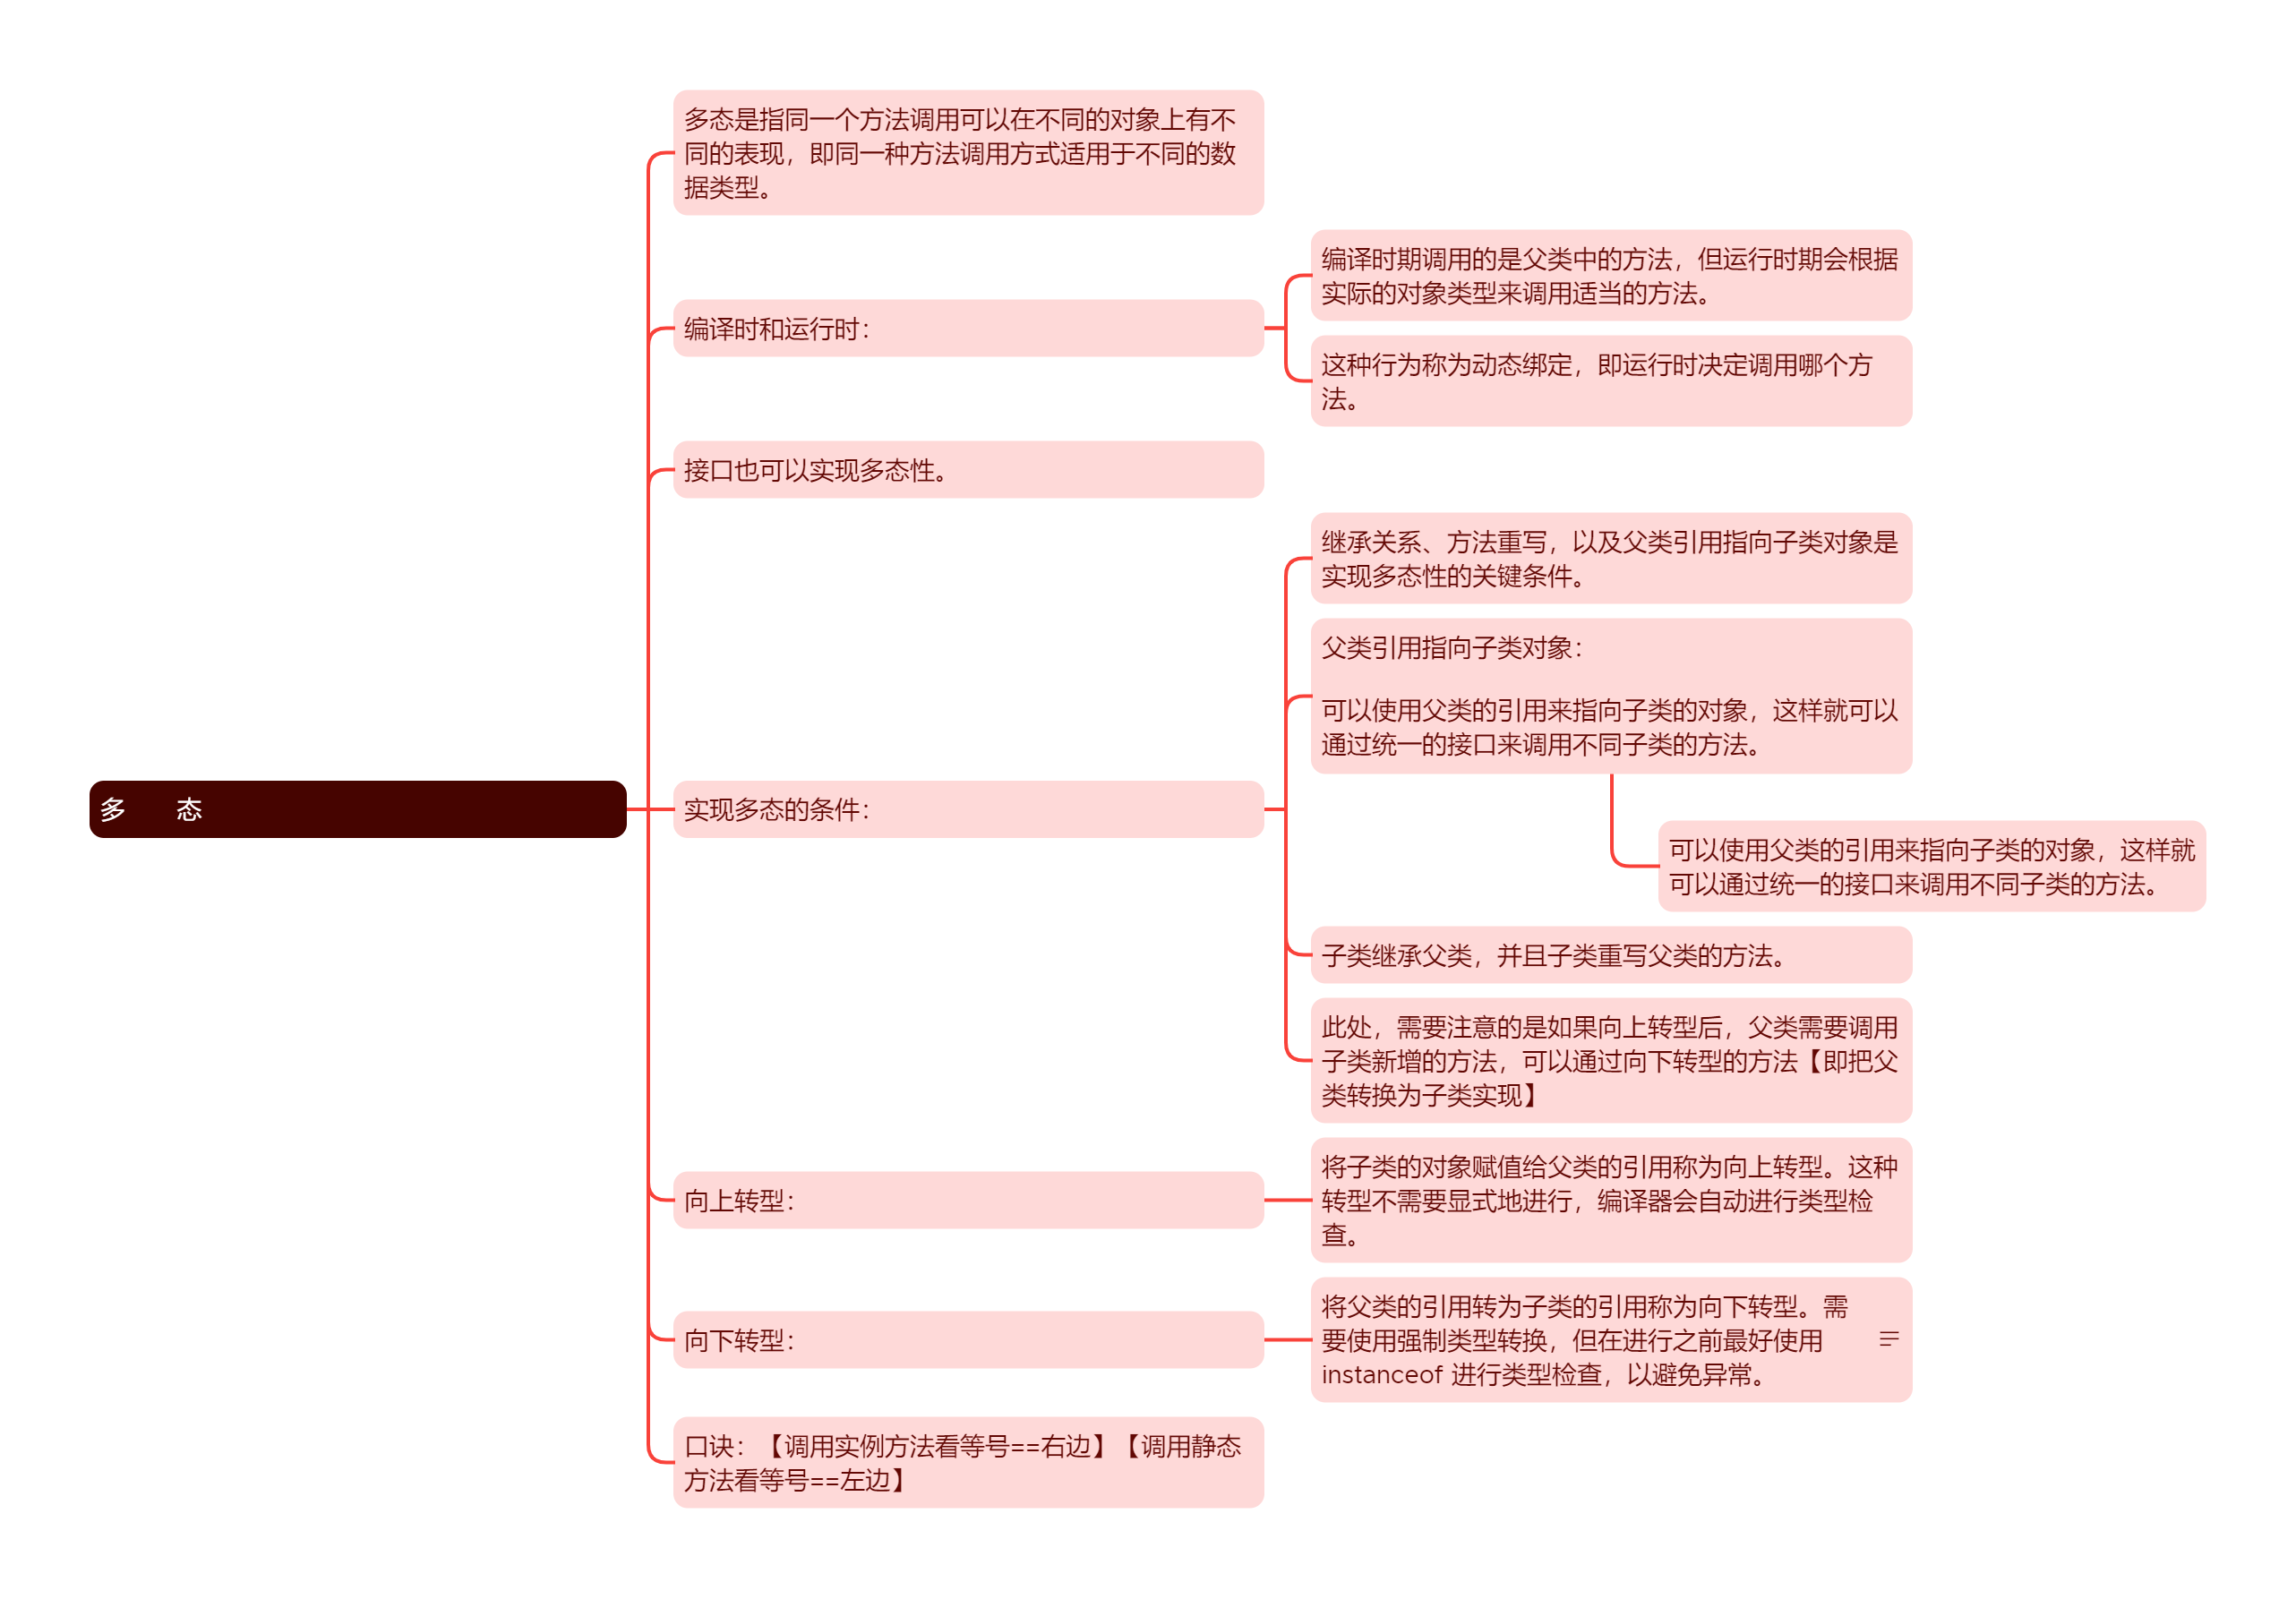 多态是指同一个方法调用可以在不同的对象上有不
同的表现，即同一种方法调用方式适用于不同的数
据类型。
编译时和运行时：
编译时期调用的是父类中的方法，但运行时期会根据
实际的对象类型来调用适当的方法。
这种行为称为动态绑定，即运行时决定调用哪个方
法。
接口也可以实现多态性。
多 态
实现多态的条件：
继承关系、方法重写，以及父类引用指向子类对象是
实现多态性的关键条件。
父类引用指向子类对象：
可以使用父类的引用来指向子类的对象，这样就可以
通过统一的接口来调用不同子类的方法。
可以使用父类的引用来指向子类的对象，这样就
可以通过统一的接口来调用不同子类的方法。
子类继承父类，并且子类重写父类的方法。
此处，需要注意的是如果向上转型后，父类需要调用
子类新增的方法，可以通过向下转型的方法【即把父
类转换为子类实现】
向上转型：
将子类的对象赋值给父类的引用称为向上转型。这种
转型不需要显式地进行，编译器会自动进行类型检
查。
向下转型：
将父类的引用转为子类的引用称为向下转型。需
要使用强制类型转换，但在进行之前最好使用
instanceof 进行类型检查，以避免异常。
口诀：【调用实例方法看等号==右边】【调用静态
方法看等号==左边】